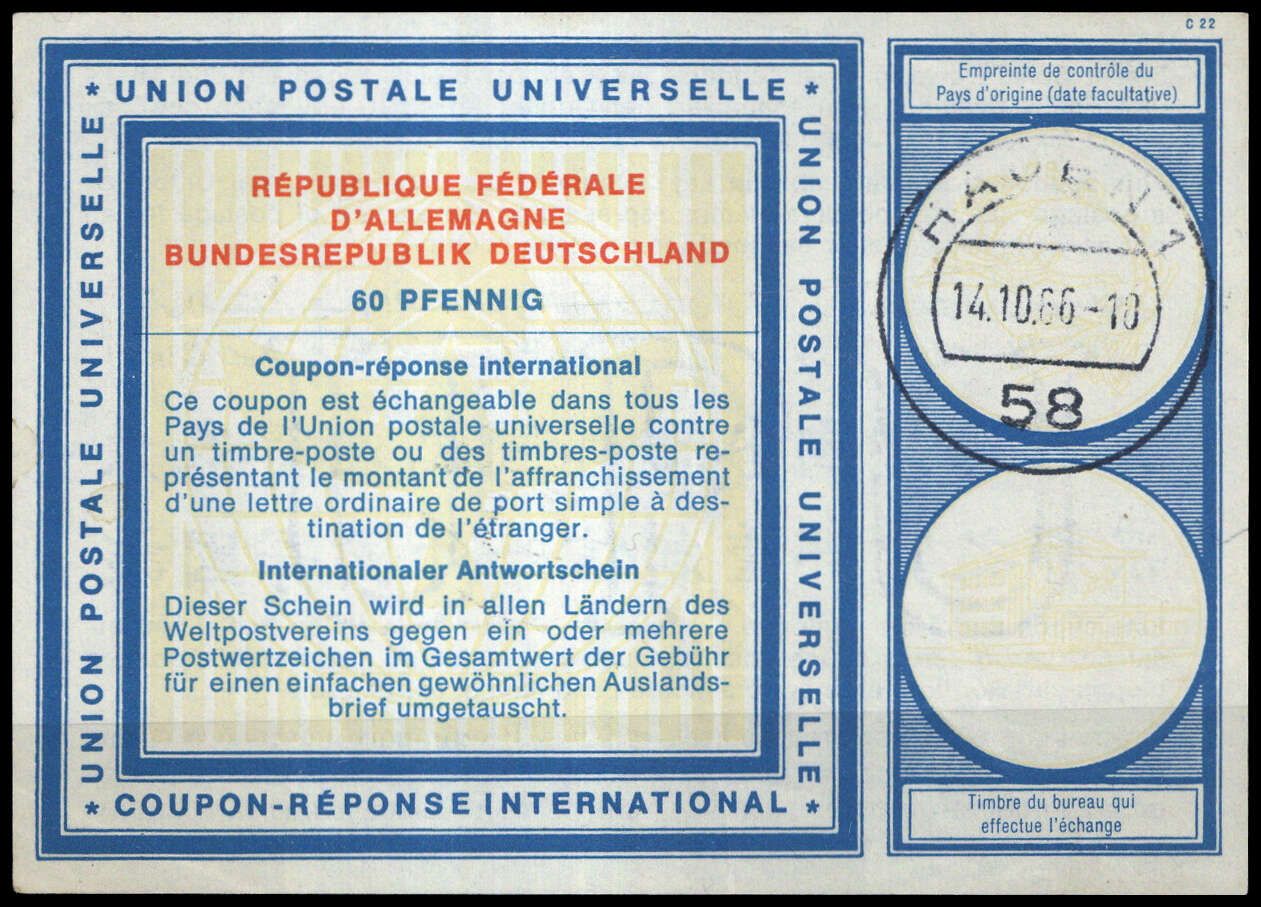 C 22
* UNION POSTALE UNIVERSELLE *
UNION POSTALE UNIVERSELLE
UNION POSTALE UNIVERSELLE
RÉPUBLIQUE FÉDÉRALE
D'ALLEMAGNE
BUNDESREPUBLIK DEUTSCHLAND
60 PFENNIG
Coupon-réponse international
Ce coupon est échangeable dans tous les
Pays de l'Union postale universelle contre
un timbre-poste ou des timbres-poste re-
présentant le montant de l'affranchissement
d'une lettre ordinaire de port simple à des-
tination de l'étranger.
Internationaler Antwortschein
Dieser Schein wird in allen Ländern des
Weltpostvereins gegen ein oder mehrere
Postwertzeichen im Gesamtwert der Gebühr
für einen einfachen gewöhnlichen Auslands-
brief umgetauscht.
* COUPON-RÉPONSE INTERNATIONAL *
Empreinte de contrôle du
Pays d'origine (date facultative)
HAGEN 1
14.10.66-10
58
Timbre du bureau qui
effectue l'échange